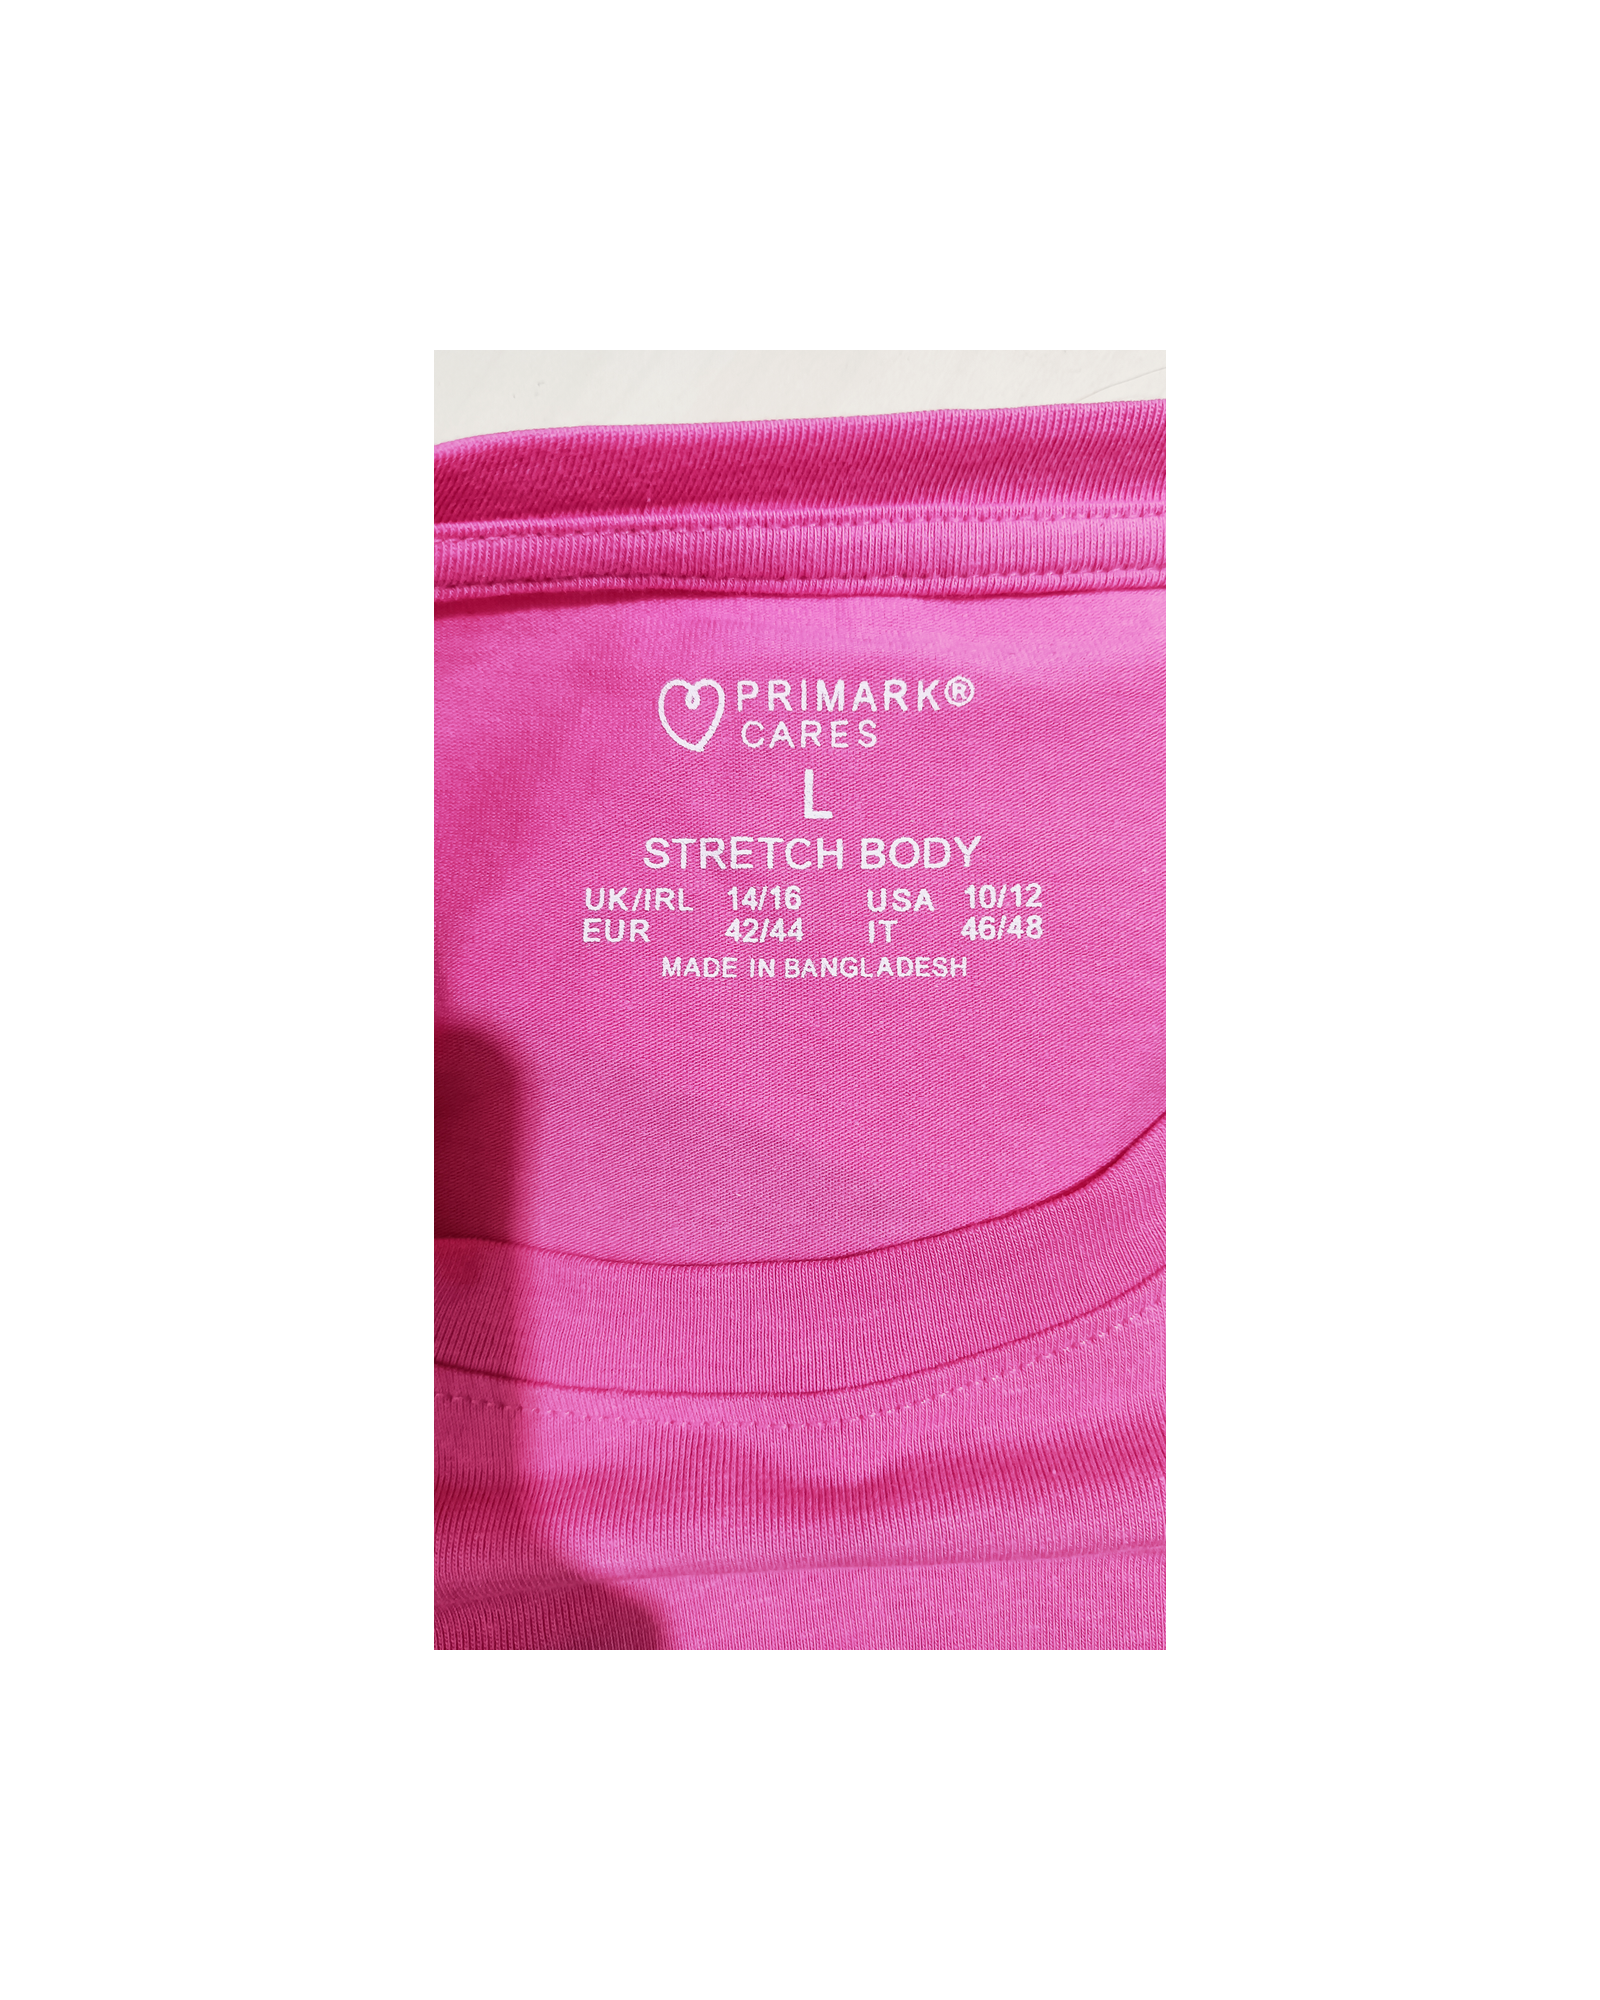 PRIMARK®
CARES
L
STRETCH BODY
UK/IRL 14/16 USA 10/12
EUR 42/44 IT 46/48
MADE IN BANGLADESH